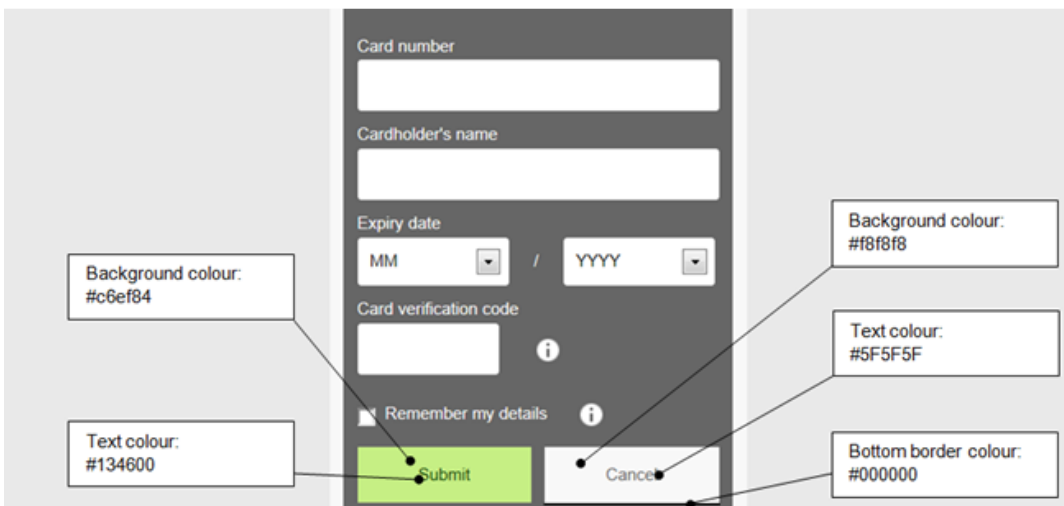 Card number
Cardholder's name
Expiry date
MM / YYYY
Card verification code
Remember my details
Submit Cancel
Background colour:
#c6ef84
Text colour:
#134600
Background colour:
#f8f8f8
Text colour:
#5F5F5F
Bottom border colour:
#000000